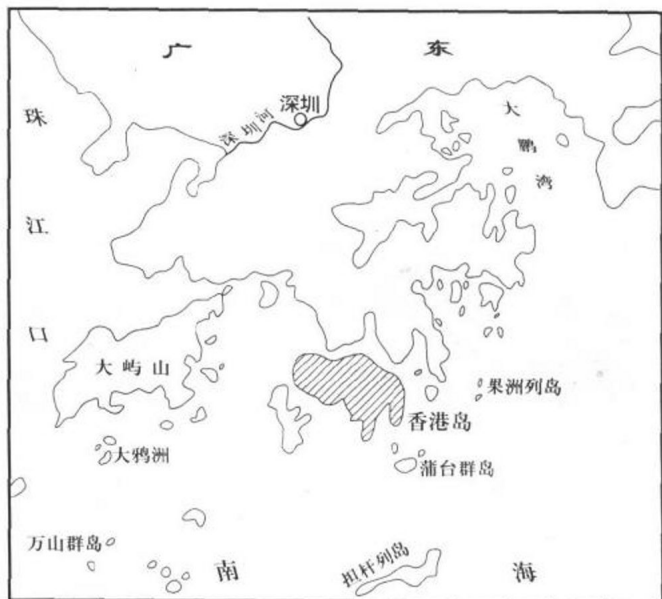 广 东
珠江口
深圳
深圳河
大鹏湾
大屿山
果洲列岛
香港岛
大鸦洲
蒲台群岛
万山群岛
担杆列岛
南 海